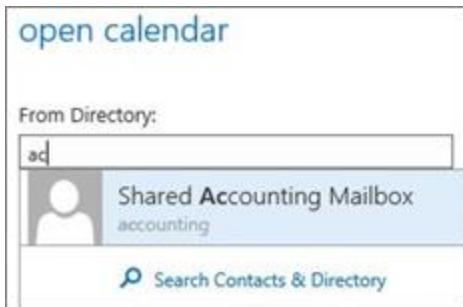 open calendar
From Directory:
ac
Shared Accounting Mailbox
accounting
Search Contacts & Directory